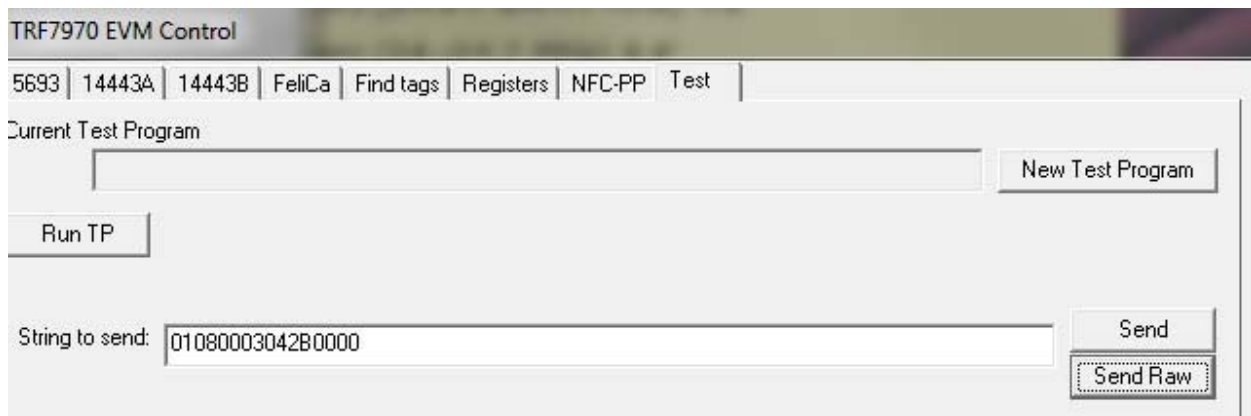 TRF7970 EVM Control
5693 14443A 14443B FeliCa Find tags Registers NFC-PP Test
Current Test Program
New Test Program
Run TP
String to send: 01080003042B0000 Send
Send Raw